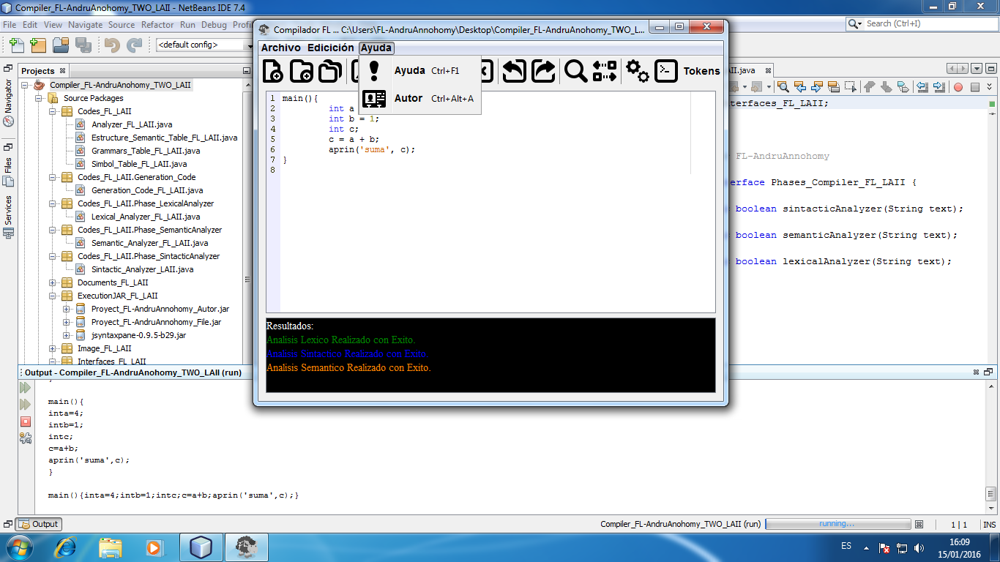 Compiler_FL-AndruAnohomy_TWO_LAII - NetBeans IDE 7.4
File Edit View Navigate Source Refactor Run Debug Profi
Search (Ctrl+I)
<default config>
Compilador FL ... C:\Users\FL-AndruAnnohomy\Desktop\Compiler_FL-AndruAnohomy_TWO_L...
Archivo Edicición Ayuda
Ayuda Ctrl+F1
Autor Ctrl+Alt+A
Tokens
1 main(){
2 int a
3 int b = 1;
4 int c;
5 c = a + b;
6 aprin('suma', c);
7 }
8
Resultados:
Analisis Lexico Realizado con Exito.
Analisis Sintactico Realizado con Exito.
Analisis Semantico Realizado con Exito.
Navigator
Files
Services
Projects
Compiler_FL-AndruAnohomy_TWO_LAII
Source Packages
Codes_FL_LAII
Analyzer_FL_LAII.java
Estructure_Semantic_Table_FL_LAII.java
Grammars_Table_FL_LAII.java
Simbol_Table_FL_LAII.java
Codes_FL_LAII.Generation_Code
Generation_Code_FL_LAII.java
Codes_FL_LAII.Phase_LexicalAnalyzer
Lexical_Analyzer_FL_LAII.java
Codes_FL_LAII.Phase_SemanticAnalyzer
Semantic_Analyzer_FL_LAII.java
Codes_FL_LAII.Phase_SintacticAnalyzer
Sintactic_Analyzer_LAII.java
Documents_FL_LAII
ExecutionJAR_FL_LAII
Proyect_FL-AndruAnnohomy_Autor.jar
Proyect_FL-AndruAnnohomy_File.jar
jsyntaxpane-0.9.5-b29.jar
Image_FL_LAII
Interfaces_FL_LAII
AII.java
terfaces_FL_LAII;
FL-AndruAnnohomy
erface Phases_Compiler_FL_LAII {
boolean sintacticAnalyzer(String text);
boolean semanticAnalyzer(String text);
boolean lexicalAnalyzer(String text);
Output - Compiler_FL-AndruAnohomy_TWO_LAII (run)
}
main(){
inta=4;
intb=1;
intc;
c=a+b;
aprin('suma',c);
}
main(){inta=4;intb=1;intc;c=a+b;aprin('suma',c);}
Output
Compiler_FL-AndruAnohomy_TWO_LAII (run) running... 1 | 1 INS
ES
16:09
15/01/2016